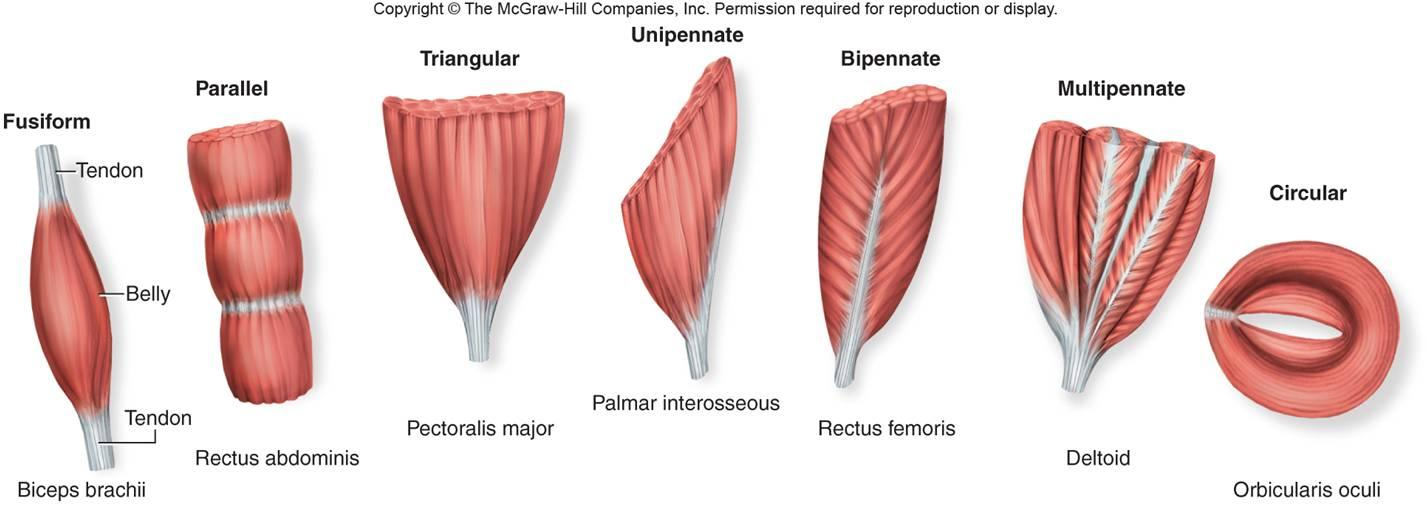 Copyright © The McGraw-Hill Companies, Inc. Permission required for reproduction or display.
Fusiform
Tendon
Belly
Tendon
Biceps brachii
Parallel
Rectus abdominis
Triangular
Pectoralis major
Unipennate
Palmar interosseous
Bipennate
Rectus femoris
Multipennate
Deltoid
Circular
Orbicularis oculi